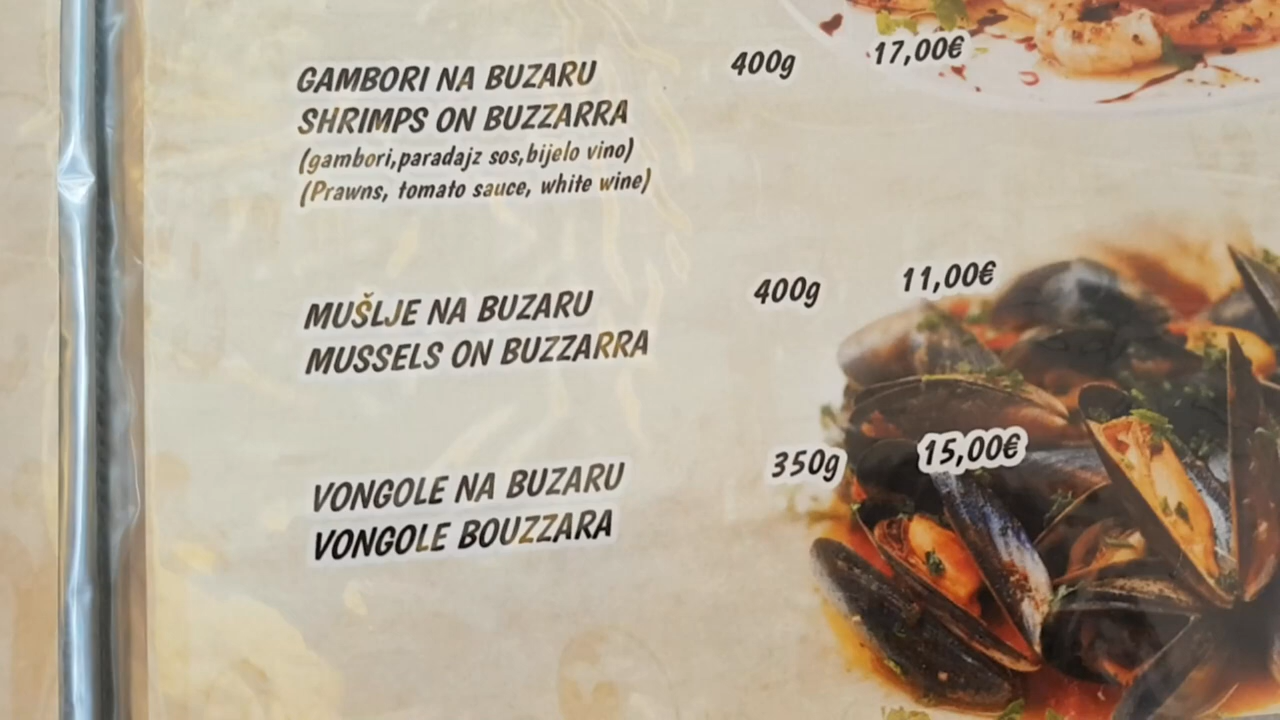 GAMBORI NA BUZARU 400g 17,00€
SHRIMPS ON BUZZARRA
(gambori,paradajz sos,bijelo vino)
(Prawns, tomato sauce, white wine)
MUŠLJE NA BUZARU 400g 11,00€
MUSSELS ON BUZZARRA
VONGOLE NA BUZARU 350g 15,00€
VONGOLE BOUZZARA